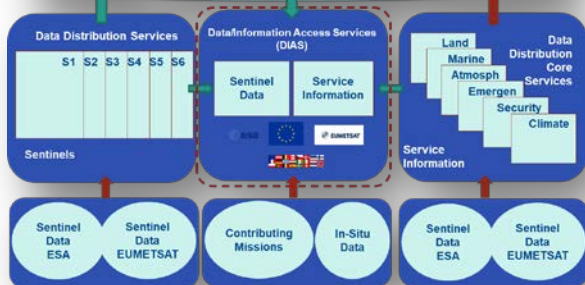 Data Distribution Services
S1 S2 S3 S4 S5 S6
Sentinels
Data/Information Access Services
(DIAS)
Sentinel
Data
Service
Information
esa
EUMETSAT
Land
Marine
Atmosph
Emergen
Security
Climate
Data
Distribution
Core
Services
Service
Information
Sentinel
Data
ESA
Sentinel
Data
EUMETSAT
Contributing
Missions
In-Situ
Data
Sentinel
Data
ESA
Sentinel
Data
EUMETSAT